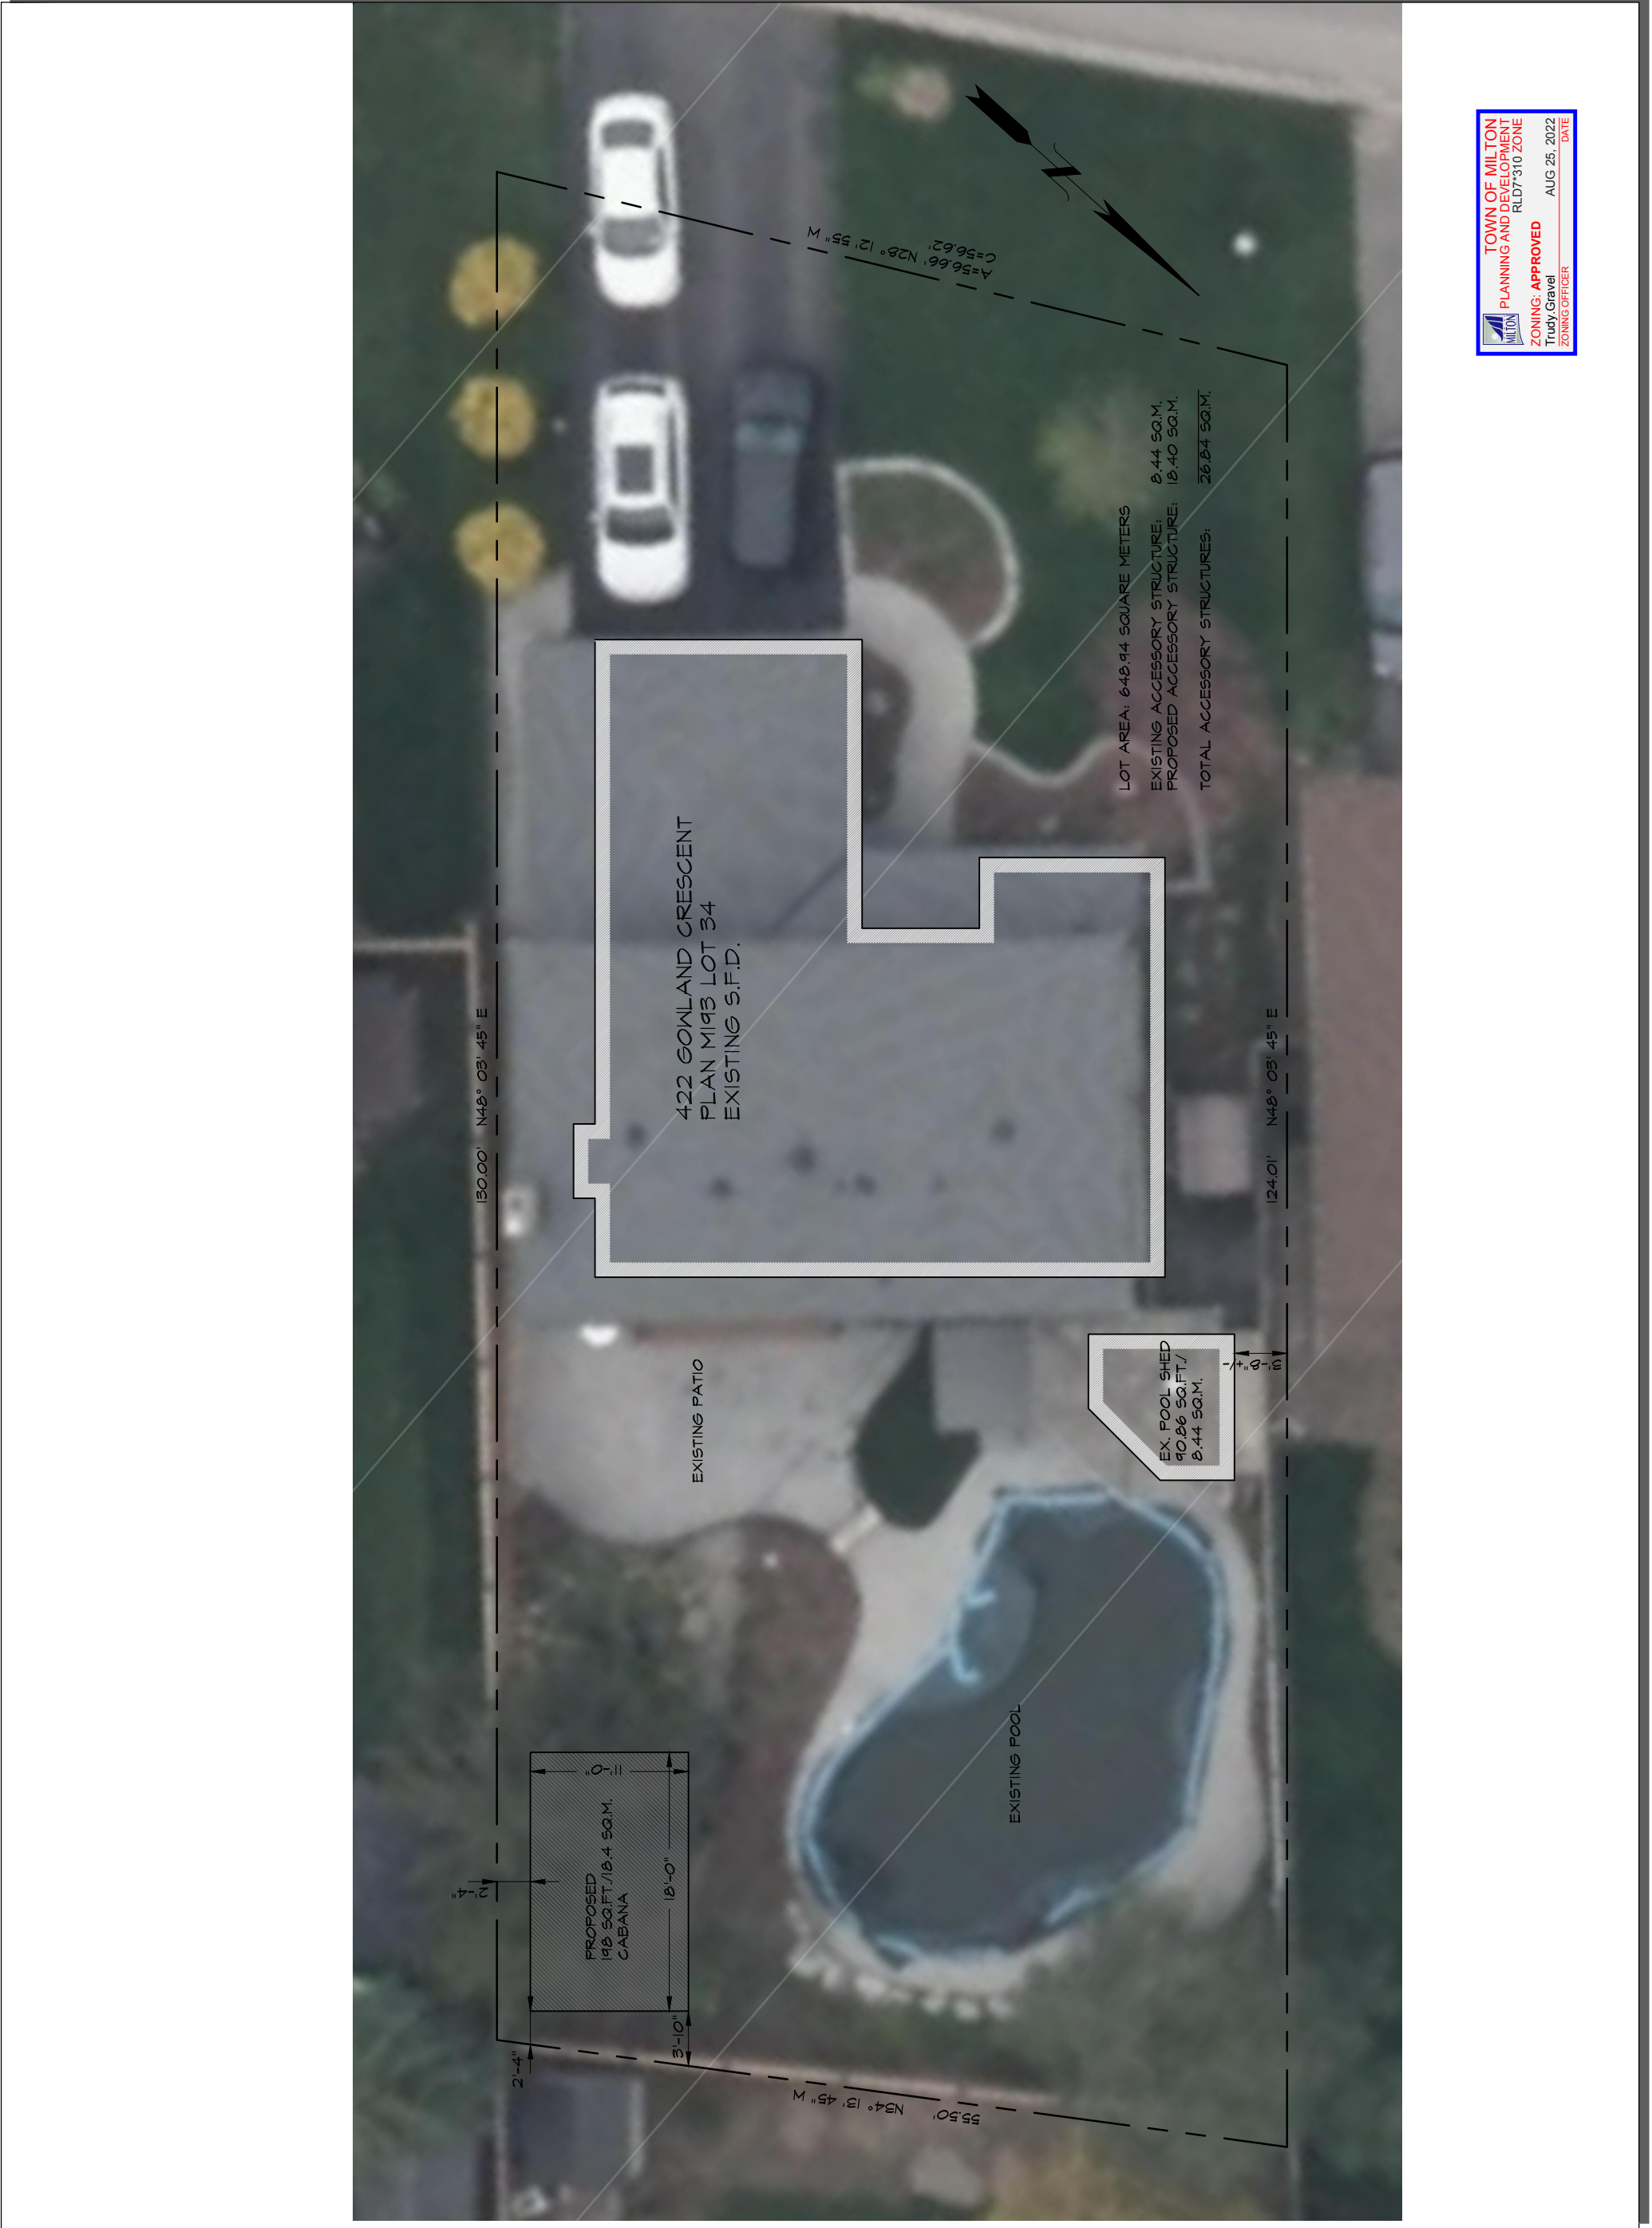 TOWN OF MILTON
PLANNING AND DEVELOPMENT
RLD7*310 ZONE
MILTON
ZONING: APPROVED
Trudy.Gravel AUG 25, 2022
ZONING OFFICER DATE
A=56.66' N28° 12' 55" W
C=56.62'
LOT AREA: 648.94 SQUARE METERS
EXISTING ACCESSORY STRUCTURE: 8.44 SQ.M.
PROPOSED ACCESSORY STRUCTURE: 18.40 SQ.M.
TOTAL ACCESSORY STRUCTURES: 26.84 SQ.M.
422 GOWLAND CRESCENT
PLAN M193 LOT 34
EXISTING S.F.D.
130.00' N48° 03' 45" E
124.01' N48° 03' 45" E
EXISTING PATIO
EX. POOL SHED
90.86 SQ.FT./
8.44 SQ.M.
3'-8"+/-
EXISTING POOL
PROPOSED
198 SQ.FT./18.4 SQ.M.
CABANA
11'-0"
18'-0"
2'-4"
2'-4"
3'-10"
55.50' N34° 13' 45" W